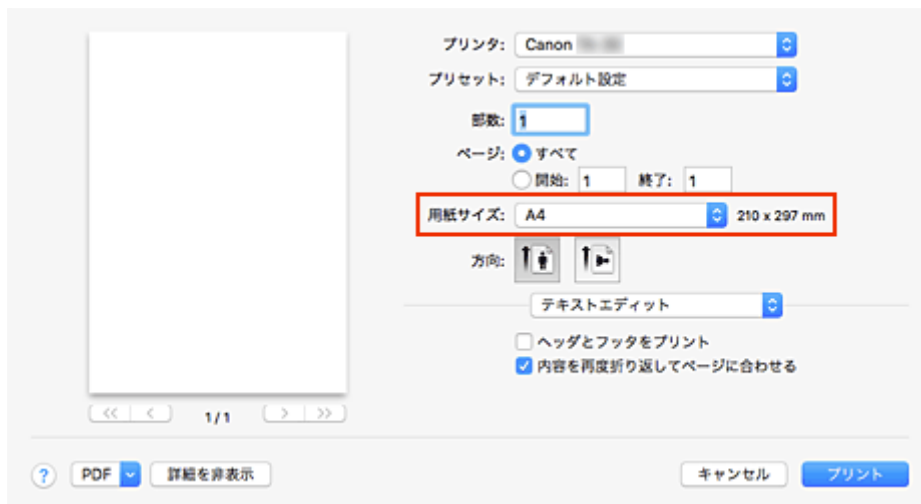 プリンタ: Canon
プリセット: デフォルト設定
部数: 1
ページ: すべて
開始: 1 終了: 1
用紙サイズ: A4 210 x 297 mm
方向:
テキストエディット
ヘッダとフッタをプリント
内容を再度折り返してページに合わせる
<< < 1/1 > >>
? PDF 詳細を非表示 キャンセル プリント